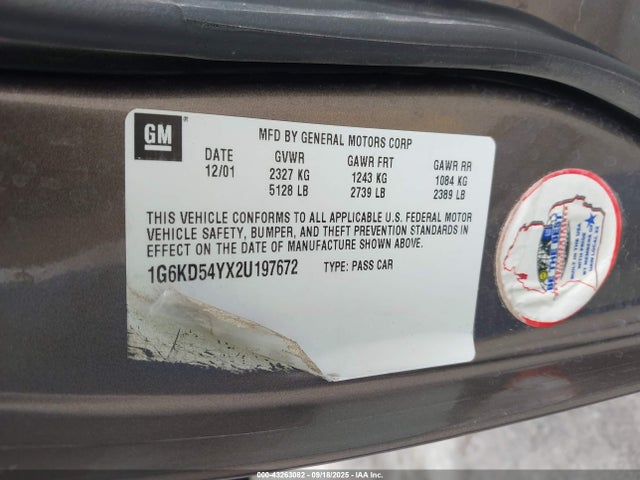 GM
MFD BY GENERAL MOTORS CORP
DATE GVWR GAWR FRT GAWR RR
12/01 2327 KG 1243 KG 1084 KG
5128 LB 2739 LB 2389 LB
THIS VEHICLE CONFORMS TO ALL APPLICABLE U.S. FEDERAL MOTOR
VEHICLE SAFETY, BUMPER, AND THEFT PREVENTION STANDARDS IN
EFFECT ON THE DATE OF MANUFACTURE SHOWN ABOVE.
1G6KD54YX2U197672 TYPE: PASS CAR
000-43263082 - 09/18/2025 - IAAI.COM